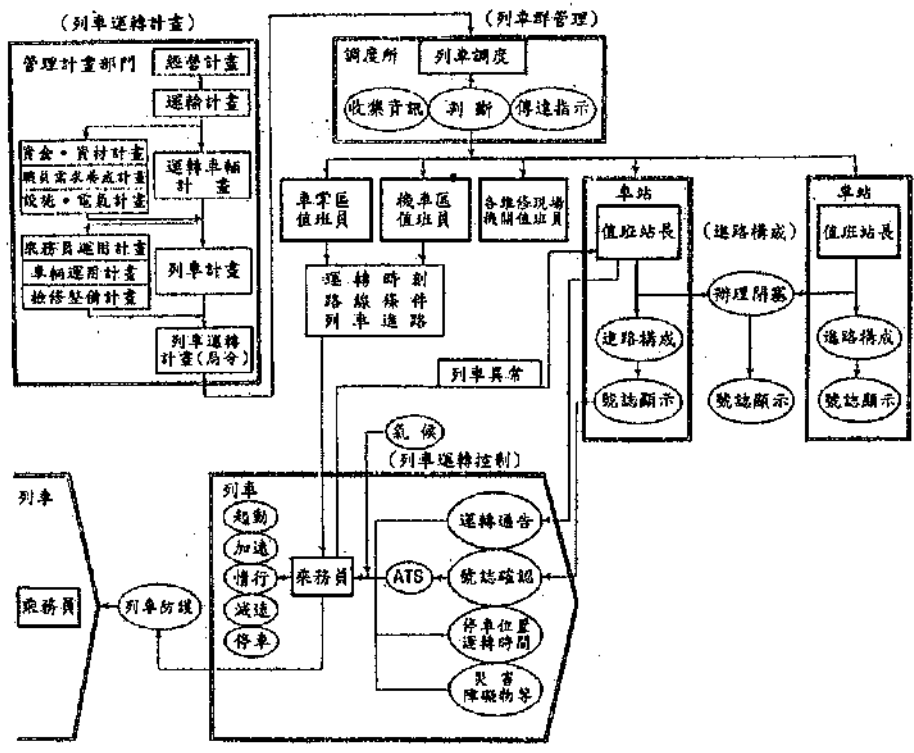 (列車運轉計畫)
管理計畫部門
經營計畫
運輸計畫
資金・資材計畫
職員需求養成計畫
設施・電氣計畫
運轉車輛
計畫
乘務員運用計畫
車輛運用計畫
檢修整備計畫
列車計畫
列車運轉
計畫(局分)
(列車群管理)
調度所
列車調度
收集資訊
判斷
傳達指示
車掌區
值班員
機車區
值班員
各維修現場
機關值班員
運轉時刻
路線條件
列車進路
車站
值班站長
進路構成
號誌顯示
(進路構成)
辦理閉塞
號誌顯示
車站
值班站長
進路構成
號誌顯示
列車異常
氣候
(列車運轉控制)
列車
起動
加速
惰行
減速
停車
乘務員
ATS
運轉通告
號誌確認
停車位置
運轉時間
災害
障礙物等
列車防護
列車
乘務員